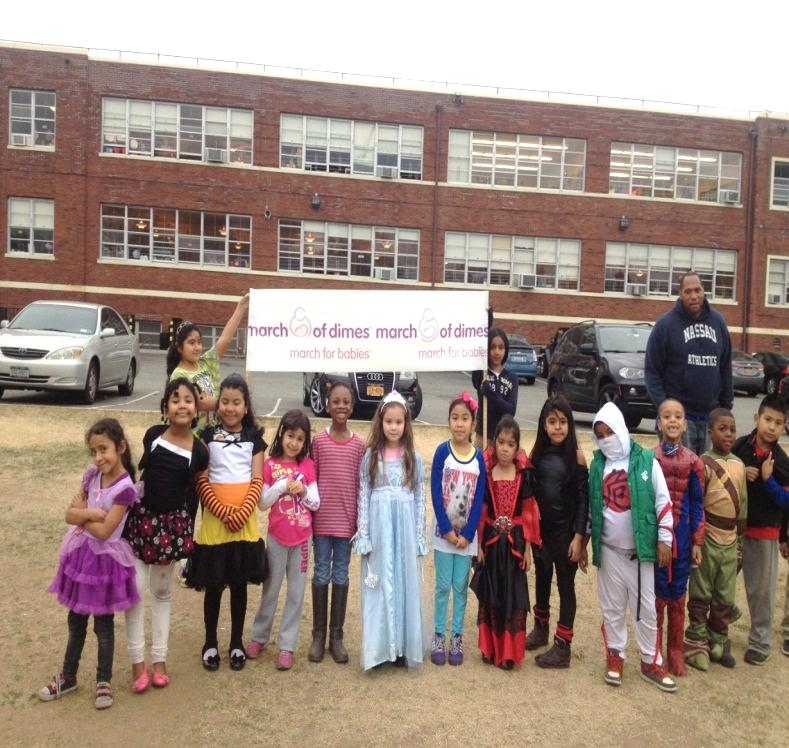 march of dimes® march of dimes®
march for babies® march for babies®
NASSAU
ATHLETICS